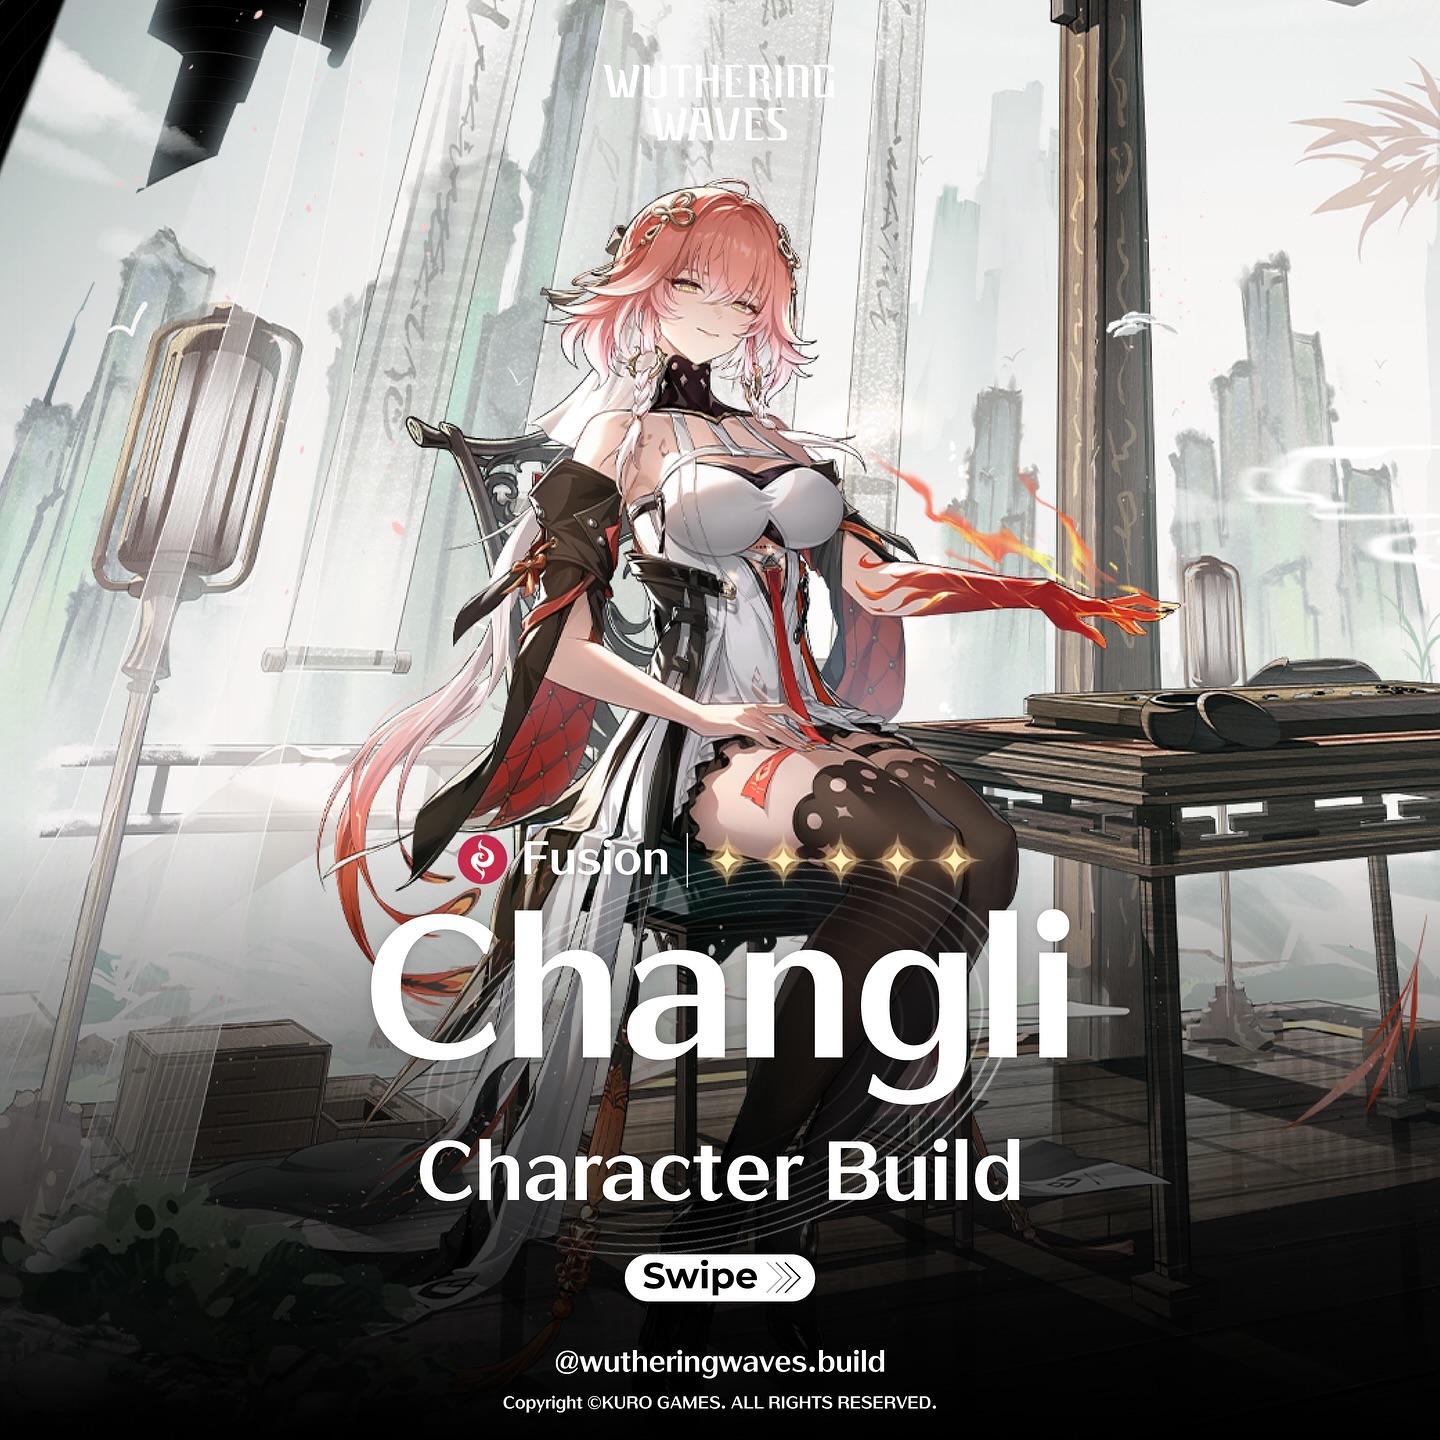 WUTHERING
WAVES
Fusion
Changli
Character Build
Swipe
@wutheringwaves.build
Copyright ©KURO GAMES. ALL RIGHTS RESERVED.